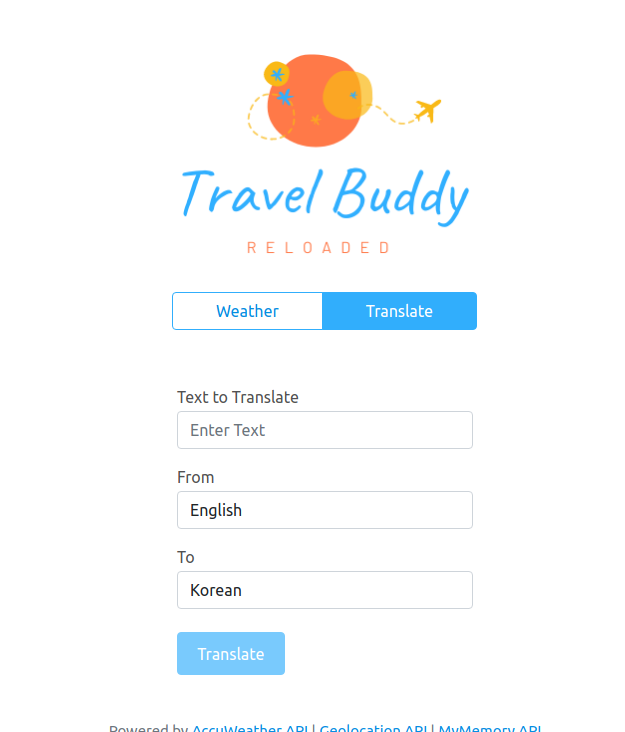 Travel Buddy
RELOADED
Weather
Translate
Text to Translate
Enter Text
From
English
To
Korean
Translate
Powered by AccuWeather API | Geolocation API | MyMemory API